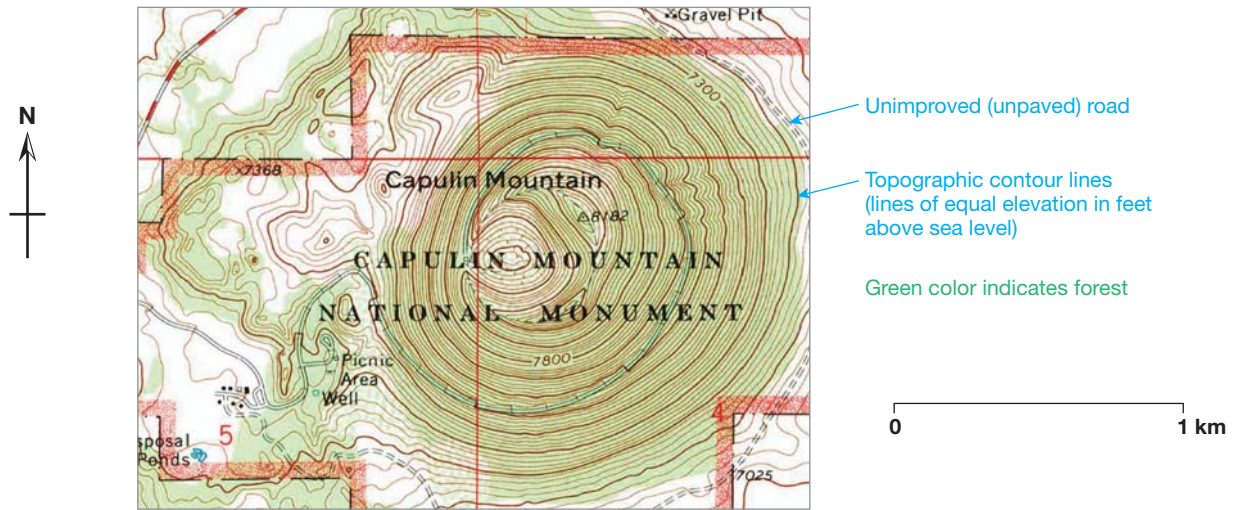 Gravel Pit
N
7300
Unimproved (unpaved) road
7368
Capulin Mountain
Topographic contour lines
(lines of equal elevation in feet
above sea level)
8182
CAPULIN MOUNTAIN
Green color indicates forest
NATIONAL MONUMENT
7800
Picnic
Area
Well
4
0
1 km
5
sposal
Ponds
7025